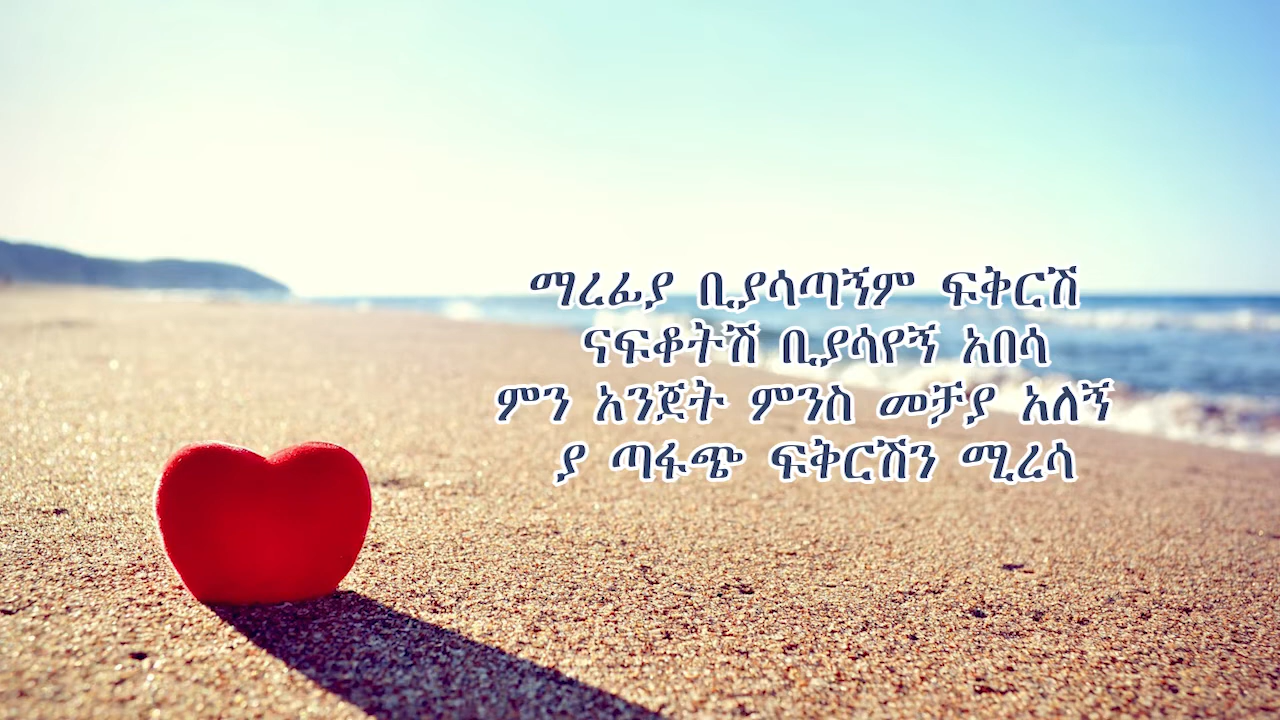 ማረፊያ ቢያሳጣኝም ፍቅርሽ
ናፍቆትሽ ቢያሳየኝ አበሳ
ምን አንጀት ምንስ መቻያ አለኝ
ያ ጣፋጭ ፍቅርሽን ሚረሳ